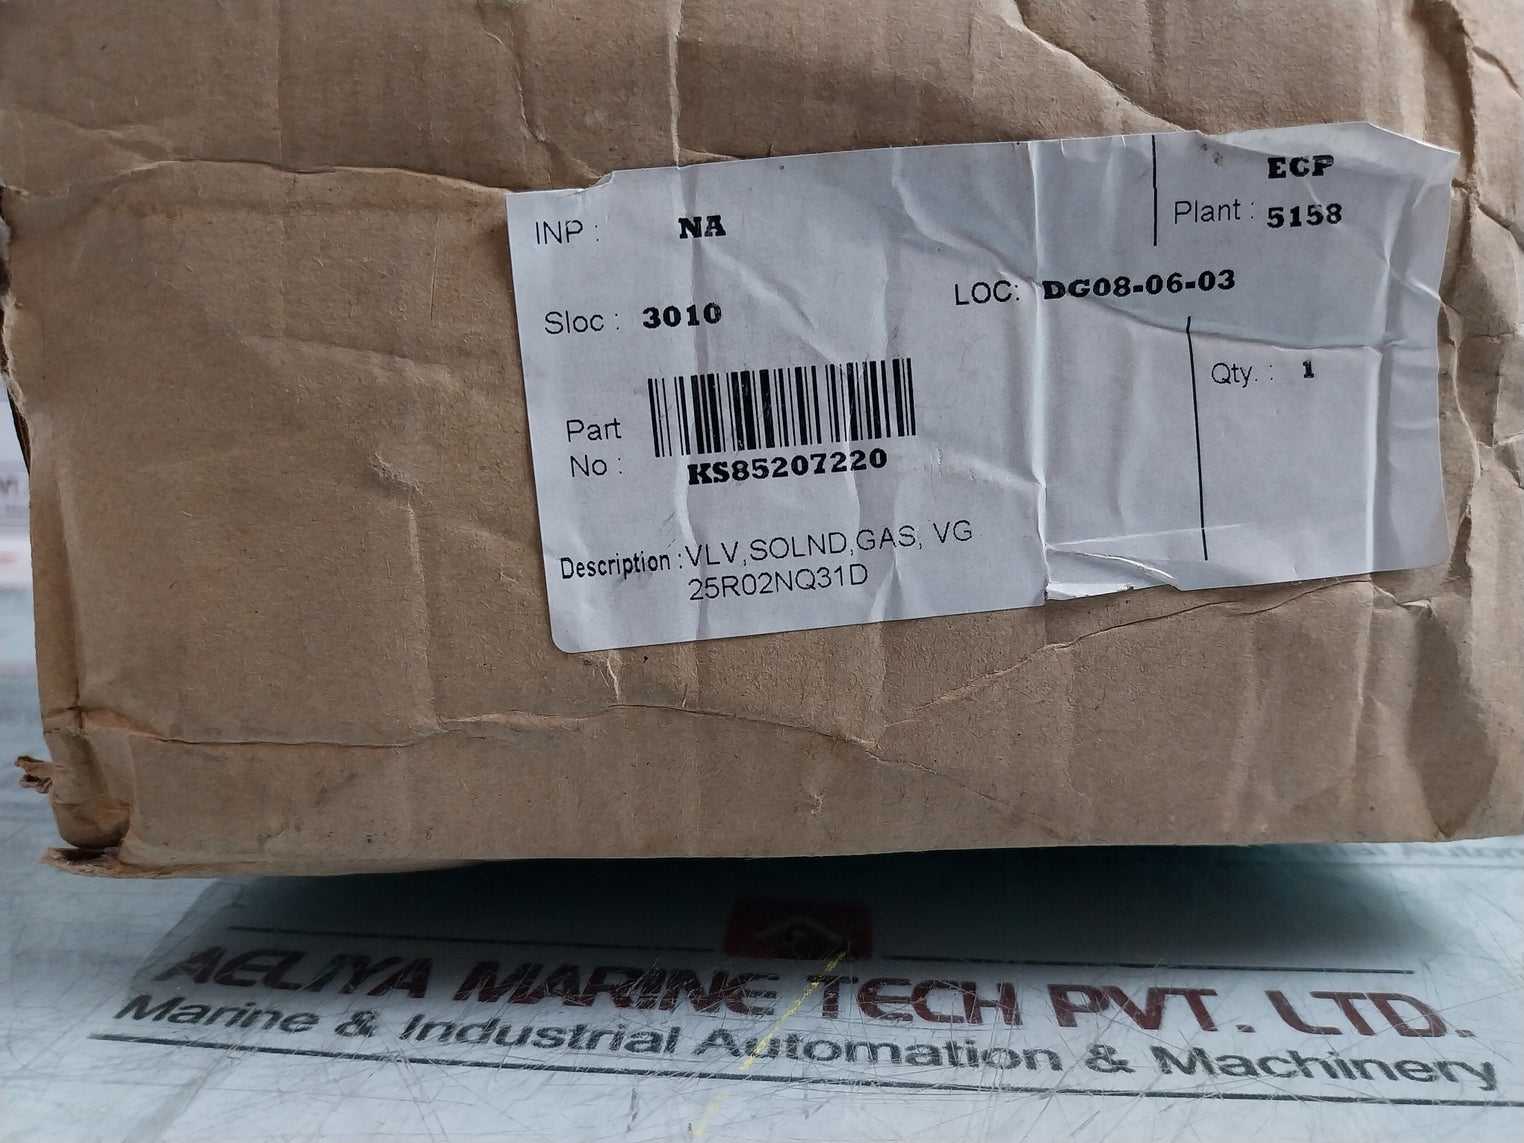 ECP
INP : NA
Plant : 5158
LOC: DG08-06-03
Sloc : 3010
Qty. : 1
Part
No :
KS85207220
Description :VLV,SOLND,GAS, VG
25R02NQ31D
AELIYA MARINE TECH PVT. LTD.
Marine & Industrial Automation & Machinery